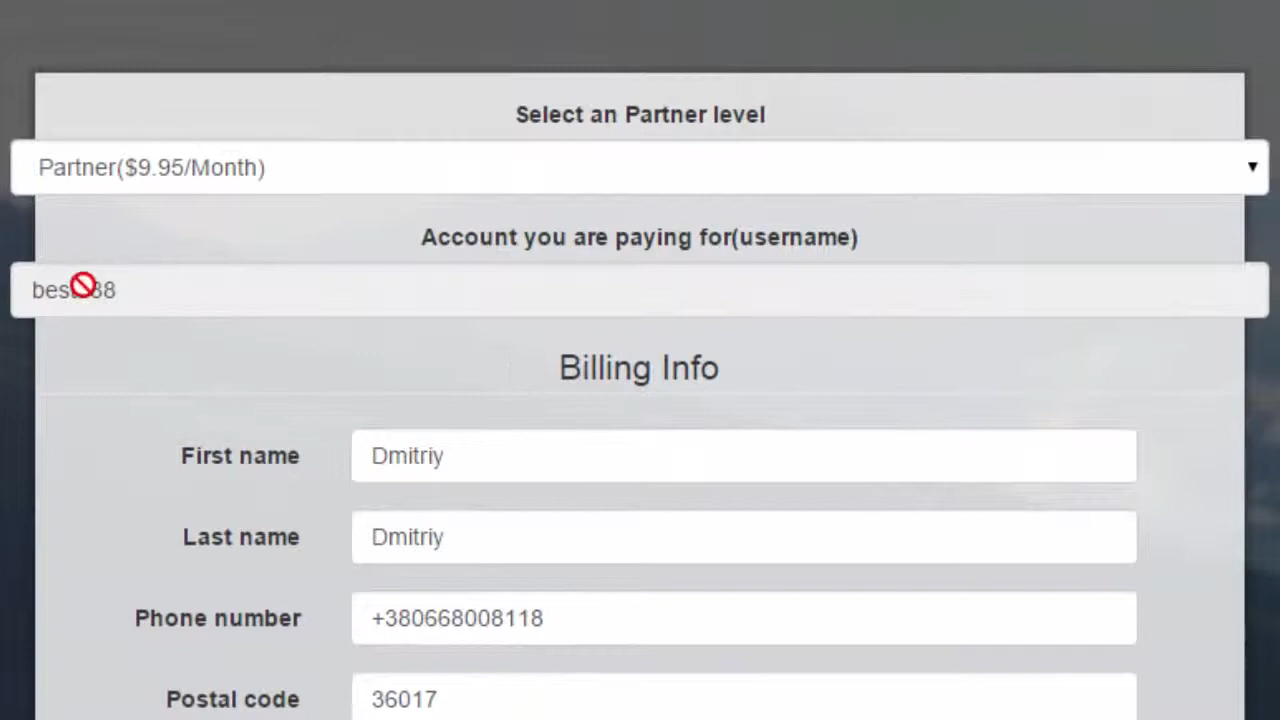 Select an Partner level
Partner($9.95/Month)
Account you are paying for(username)
Billing Info
First name
Dmitriy
Last name
Dmitriy
Phone number
+380668008118
Postal code
36017